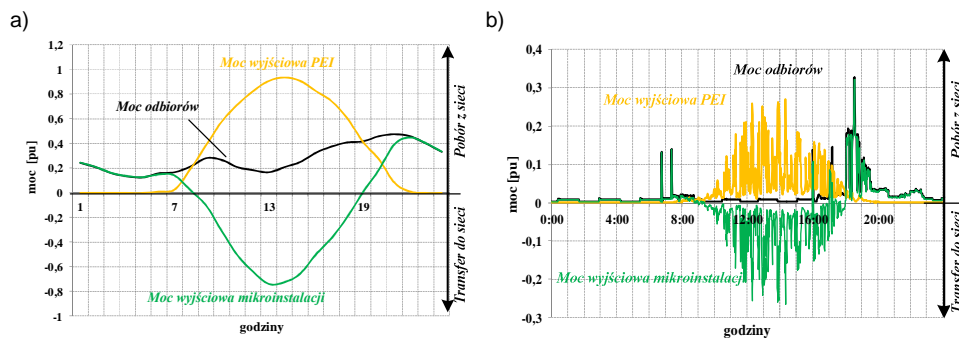 a)
moc [pu]
1,2
1
0,8
0,6
0,4
0,2
0
-0,2
-0,4
-0,6
-0,8
-1
1
7
13
19
godziny
Moc wyjściowa PEI
Moc odbiorów
Moc wyjściowa mikroinstalacji
Pobór z sieci
Transfer do sieci
b)
moc [pu]
0,4
0,3
0,2
0,1
0
-0,1
-0,2
-0,3
0:00
4:00
8:00
12:00
16:00
20:00
godziny
Moc odbiorów
Moc wyjściowa PEI
Moc wyjściowa mikroinstalacji
Pobór z sieci
Transfer do sieci